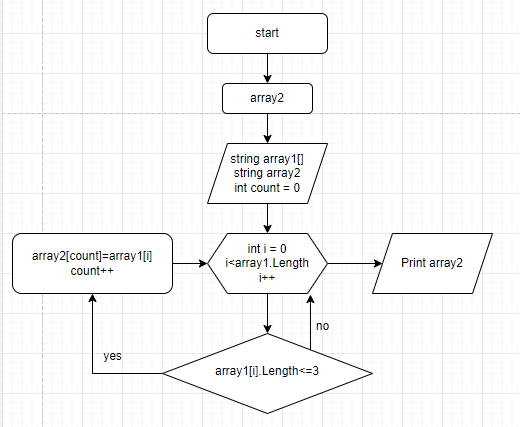 start
array2
string array1[]
string array2
int count = 0
array2[count]=array1[i]
count++
int i = 0
i<array1.Length
i++
Print array2
no
yes
array1[i].Length<=3